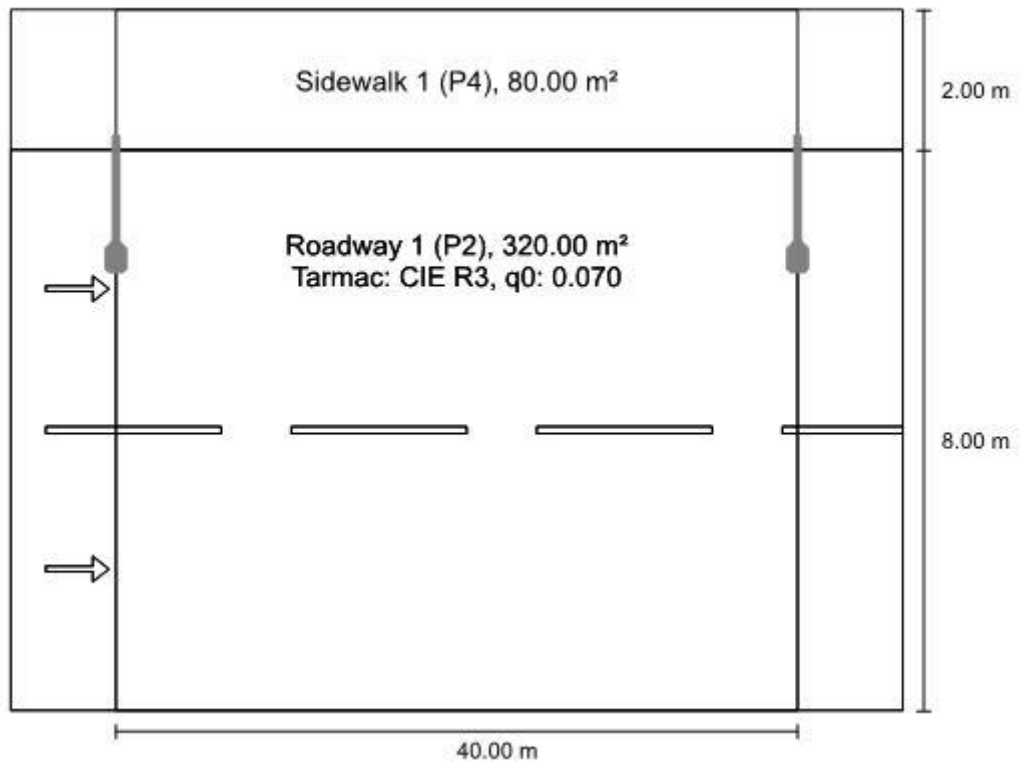 Sidewalk 1 (P4), 80.00 m²
2.00 m
Roadway 1 (P2), 320.00 m²
Tarmac: CIE R3, q0: 0.070
8.00 m
40.00 m